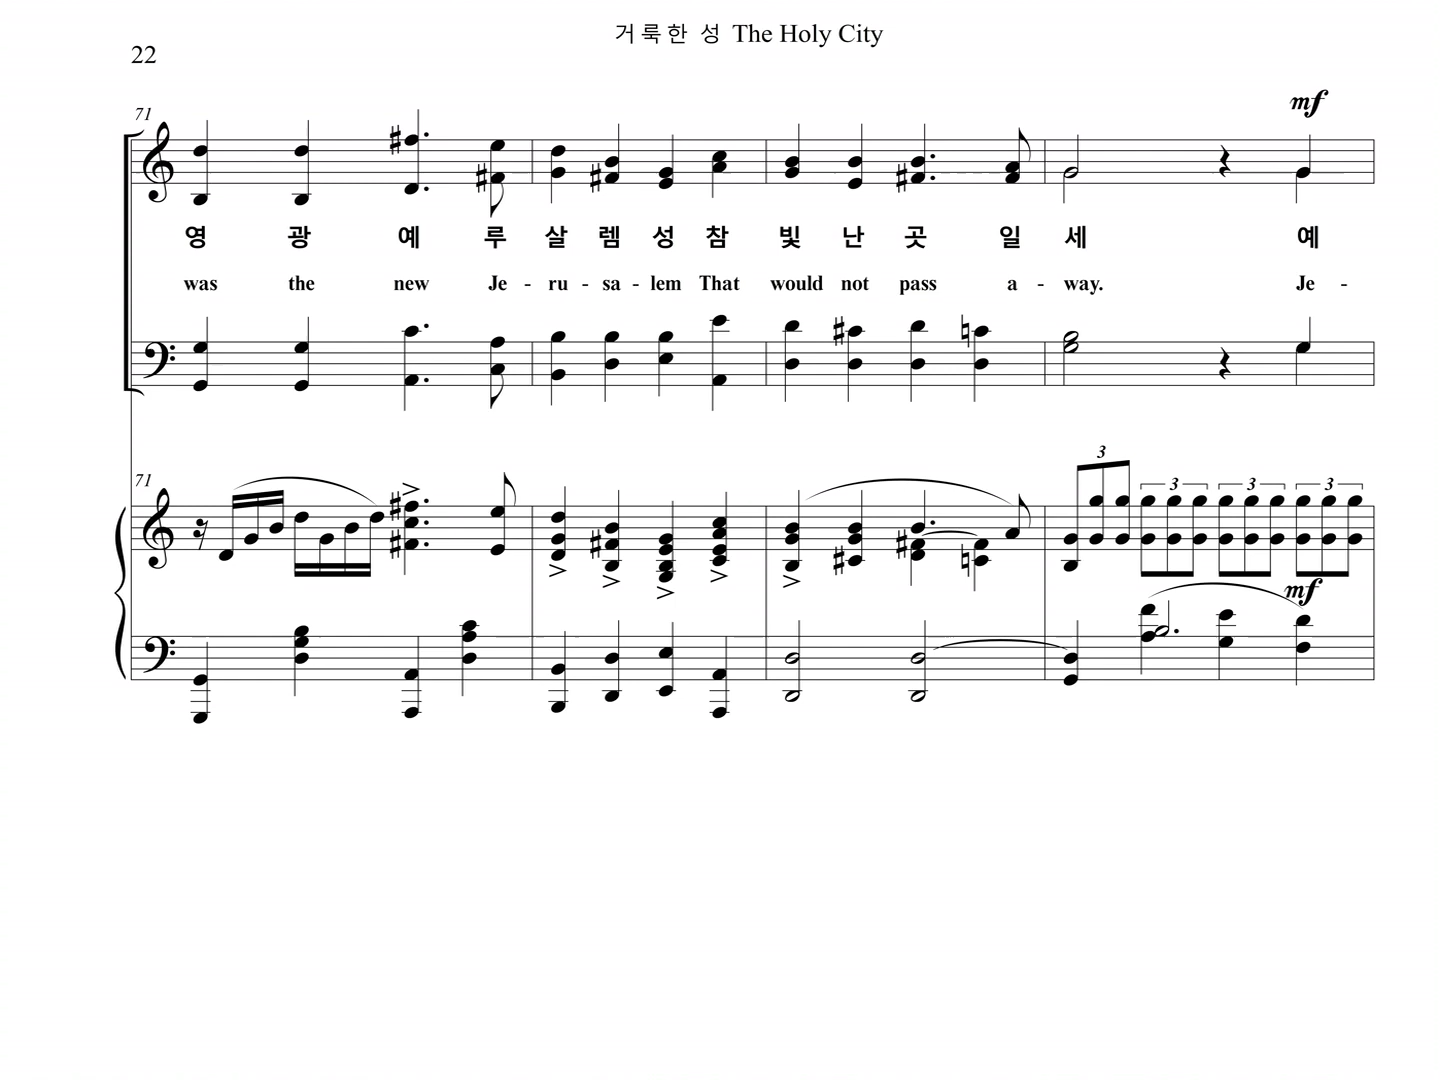 거룩한 성 The Holy City
22
mf
71
영 광 예 루 살 렘 성 참 빛 난 곳 일 세 예
was the new Je - ru - sa - lem That would not pass a - way. Je -
71
3
3 3 3
mf